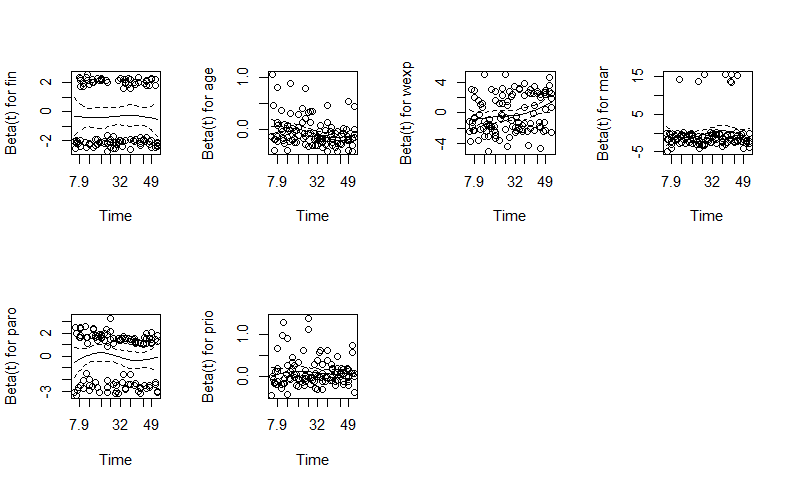 Beta(t) for fin
2
0
-2
7.9 32 49
Time
Beta(t) for age
1.0
0.0
7.9 32 49
Time
Beta(t) for wexp
4
0
-4
7.9 32 49
Time
Beta(t) for mar
15
5
-5
7.9 32 49
Time
Beta(t) for paro
2
0
-3
7.9 32 49
Time
Beta(t) for prio
1.0
0.0
7.9 32 49
Time